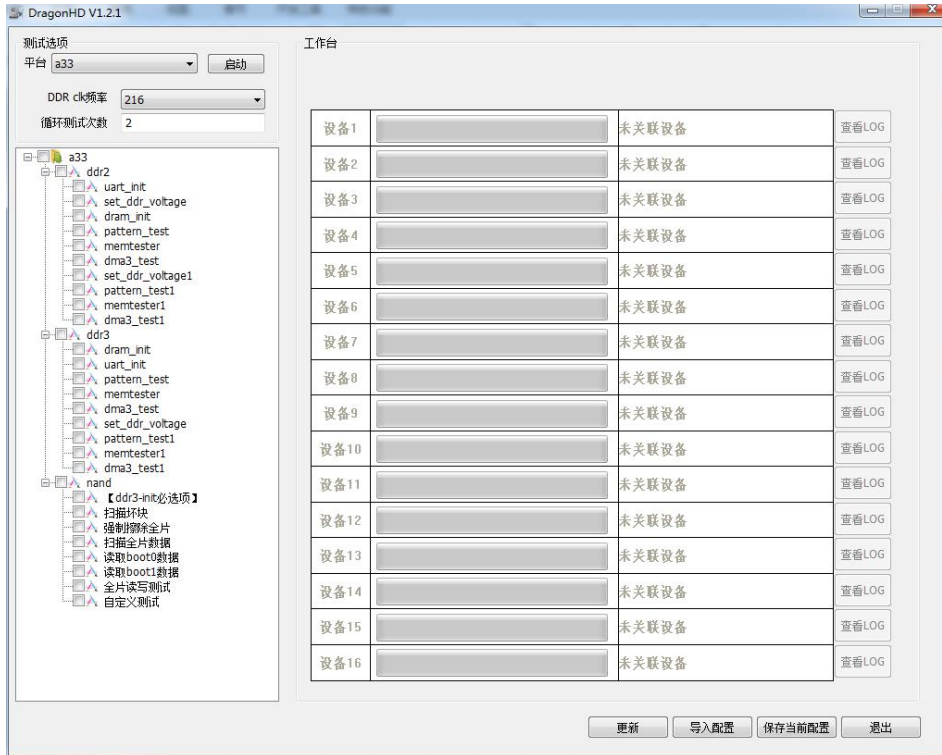 DragonHD V1.2.1
测试选项
平台 a33 启动
DDR clk频率 216
循环测试次数 2
a33
ddr2
uart_init
set_ddr_voltage
dram_init
pattern_test
memtester
dma3_test
set_ddr_voltage1
pattern_test1
memtester1
dma3_test1
ddr3
dram_init
uart_init
pattern_test
memtester
dma3_test
set_ddr_voltage
pattern_test1
memtester1
dma3_test1
nand
【ddr3-init必选项】
扫描坏块
强制擦除全片
扫描全片数据
读取boot0数据
读取boot1数据
全片读写测试
自定义测试
工作台
设备1 未关联设备 查看LOG
设备2 未关联设备 查看LOG
设备3 未关联设备 查看LOG
设备4 未关联设备 查看LOG
设备5 未关联设备 查看LOG
设备6 未关联设备 查看LOG
设备7 未关联设备 查看LOG
设备8 未关联设备 查看LOG
设备9 未关联设备 查看LOG
设备10 未关联设备 查看LOG
设备11 未关联设备 查看LOG
设备12 未关联设备 查看LOG
设备13 未关联设备 查看LOG
设备14 未关联设备 查看LOG
设备15 未关联设备 查看LOG
设备16 未关联设备 查看LOG
更新 导入配置 保存当前配置 退出